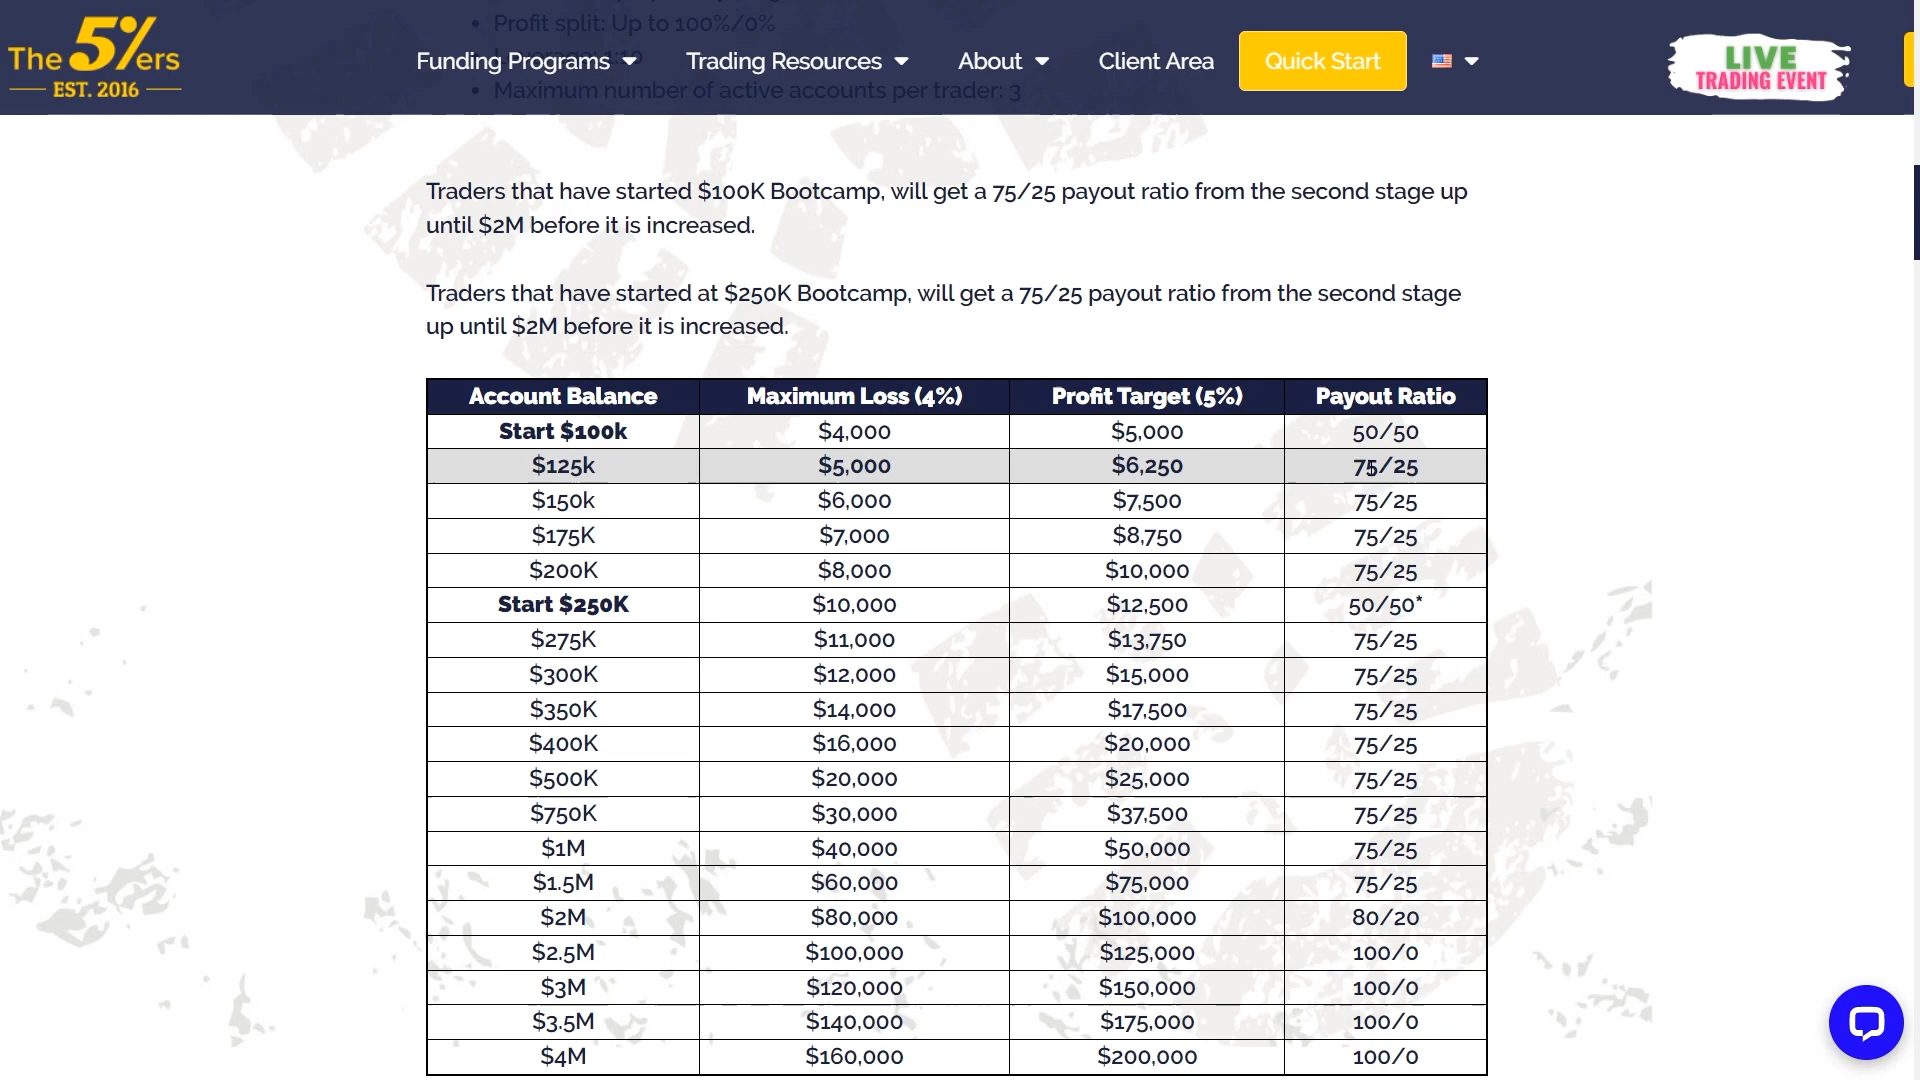 The 5%ers
EST. 2016
Funding Programs
Trading Resources
About
Client Area
Quick Start
LIVE
TRADING EVENT
• Profit split: Up to 100%/0%
• Leverage: 1:10
• Maximum number of active accounts per trader: 3
Traders that have started $100K Bootcamp, will get a 75/25 payout ratio from the second stage up
until $2M before it is increased.
Traders that have started at $250K Bootcamp, will get a 75/25 payout ratio from the second stage
up until $2M before it is increased.
Account Balance Maximum Loss (4%) Profit Target (5%) Payout Ratio
Start $100k $4,000 $5,000 50/50
$125k $5,000 $6,250 75/25
$150k $6,000 $7,500 75/25
$175K $7,000 $8,750 75/25
$200K $8,000 $10,000 75/25
Start $250K $10,000 $12,500 50/50*
$275K $11,000 $13,750 75/25
$300K $12,000 $15,000 75/25
$350K $14,000 $17,500 75/25
$400K $16,000 $20,000 75/25
$500K $20,000 $25,000 75/25
$750K $30,000 $37,500 75/25
$1M $40,000 $50,000 75/25
$1.5M $60,000 $75,000 75/25
$2M $80,000 $100,000 80/20
$2.5M $100,000 $125,000 100/0
$3M $120,000 $150,000 100/0
$3.5M $140,000 $175,000 100/0
$4M $160,000 $200,000 100/0